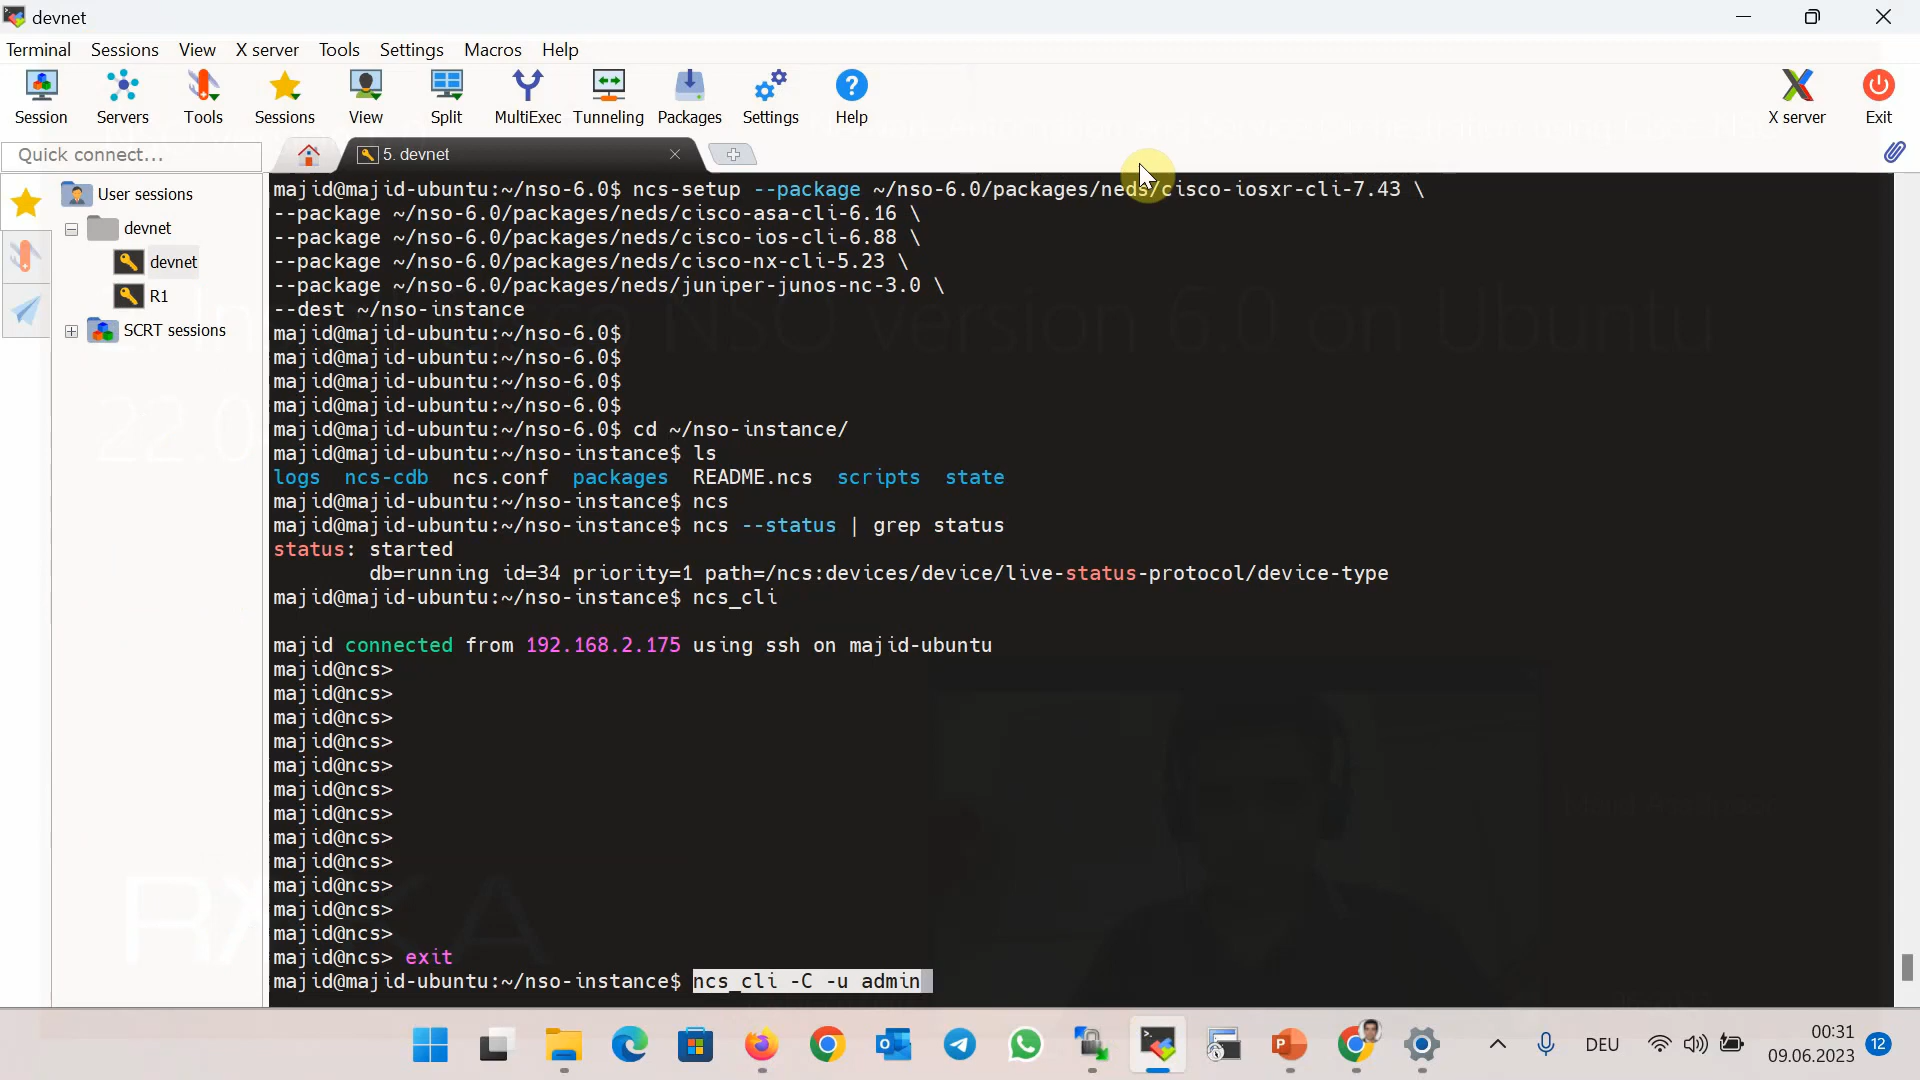 devnet
Terminal Sessions View X server Tools Settings Macros Help
Session Servers Tools Sessions View Split MultiExec Tunneling Packages Settings Help X server Exit
Quick connect...
5. devnet
User sessions
devnet
devnet
R1
SCRT sessions
majid@majid-ubuntu:~/nso-6.0$ ncs-setup --package ~/nso-6.0/packages/neds/cisco-iosxr-cli-7.43 \
--package ~/nso-6.0/packages/neds/cisco-asa-cli-6.16 \
--package ~/nso-6.0/packages/neds/cisco-ios-cli-6.88 \
--package ~/nso-6.0/packages/neds/cisco-nx-cli-5.23 \
--package ~/nso-6.0/packages/neds/juniper-junos-nc-3.0 \
--dest ~/nso-instance
majid@majid-ubuntu:~/nso-6.0$
majid@majid-ubuntu:~/nso-6.0$
majid@majid-ubuntu:~/nso-6.0$
majid@majid-ubuntu:~/nso-6.0$
majid@majid-ubuntu:~/nso-6.0$ cd ~/nso-instance/
majid@majid-ubuntu:~/nso-instance$ ls
logs ncs-cdb ncs.conf packages README.ncs scripts state
majid@majid-ubuntu:~/nso-instance$ ncs
majid@majid-ubuntu:~/nso-instance$ ncs --status | grep status
status: started
db=running id=34 priority=1 path=/ncs:devices/device/live-status-protocol/device-type
majid@majid-ubuntu:~/nso-instance$ ncs_cli
majid connected from 192.168.2.175 using ssh on majid-ubuntu
majid@ncs>
majid@ncs>
majid@ncs>
majid@ncs>
majid@ncs>
majid@ncs>
majid@ncs>
majid@ncs>
majid@ncs>
majid@ncs>
majid@ncs>
majid@ncs>
majid@ncs> exit
majid@majid-ubuntu:~/nso-instance$ ncs_cli -C -u admin
NSO version 6.0 on Ubuntu
22.0
DEU
00:31
09.06.2023
12